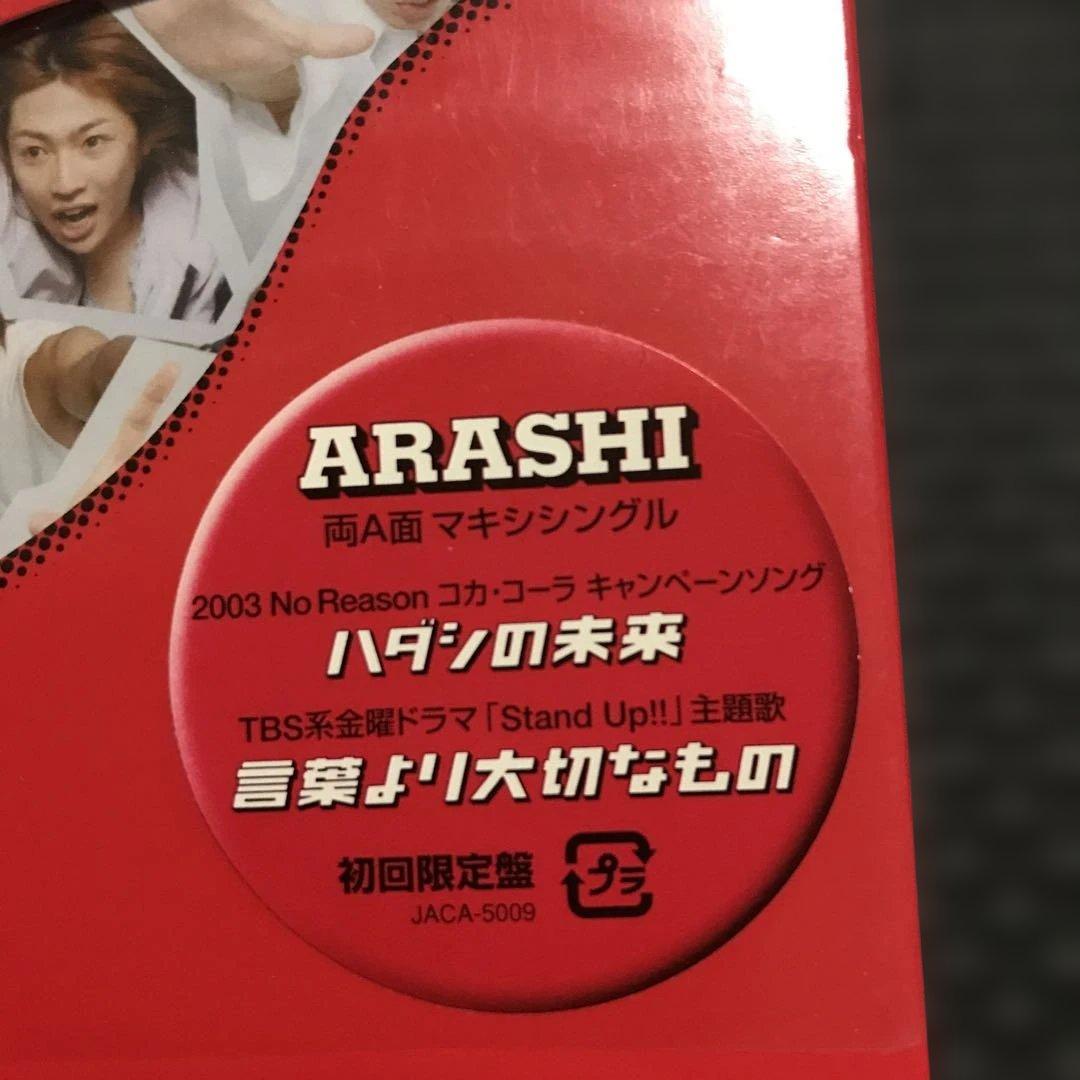 ARASHI
両A面 マキシシングル
2003 No Reason コカ・コーラ キャンペーンソング
ハダシの未来
TBS系金曜ドラマ「Stand Up!!」主題歌
言葉より大切なもの
初回限定盤
プラ
JACA-5009